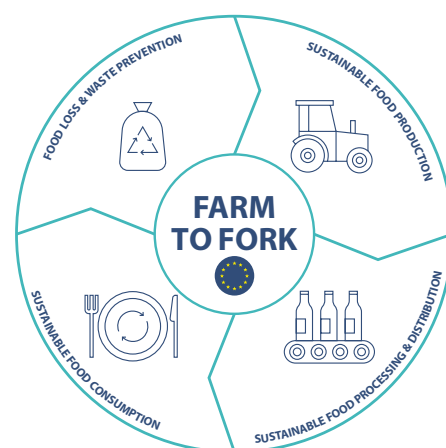 FOOD LOSS & WASTE PREVENTION
SUSTAINABLE FOOD PRODUCTION
FARM
TO FORK
SUSTAINABLE FOOD CONSUMPTION
SUSTAINABLE FOOD PROCESSING & DISTRIBUTION